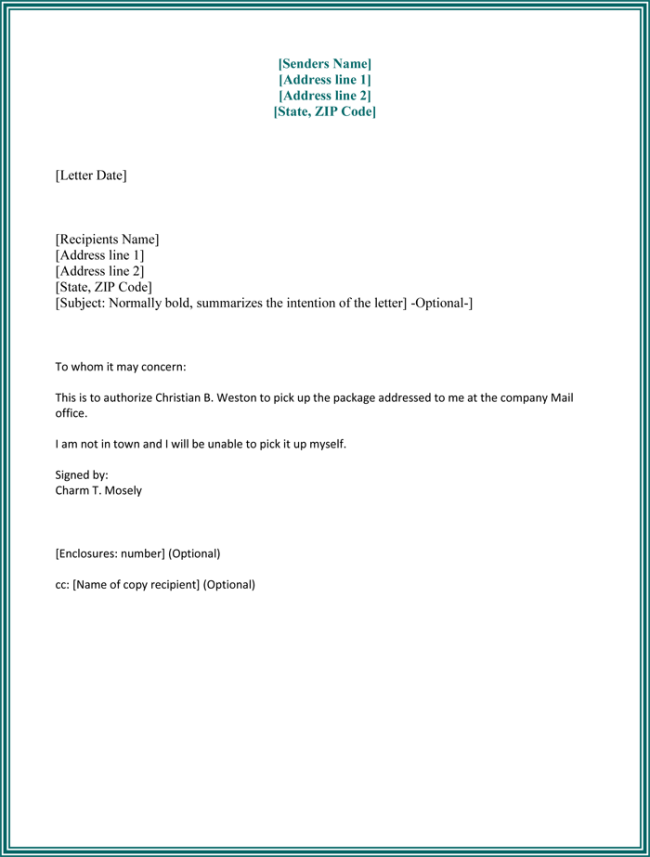 [Senders Name]
[Address line 1]
[Address line 2]
[State, ZIP Code]
[Letter Date]
[Recipients Name]
[Address line 1]
[Address line 2]
[State, ZIP Code]
[Subject: Normally bold, summarizes the intention of the letter] -Optional-]
To whom it may concern:
This is to authorize Christian B. Weston to pick up the package addressed to me at the company Mail
office.
I am not in town and I will be unable to pick it up myself.
Signed by:
Charm T. Mosely
[Enclosures: number] (Optional)
cc: [Name of copy recipient] (Optional)